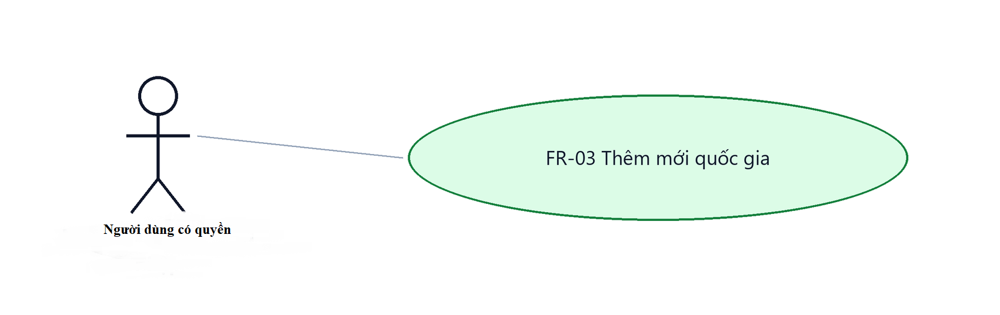 FR-03 Thêm mới quốc gia
Người dùng có quyền